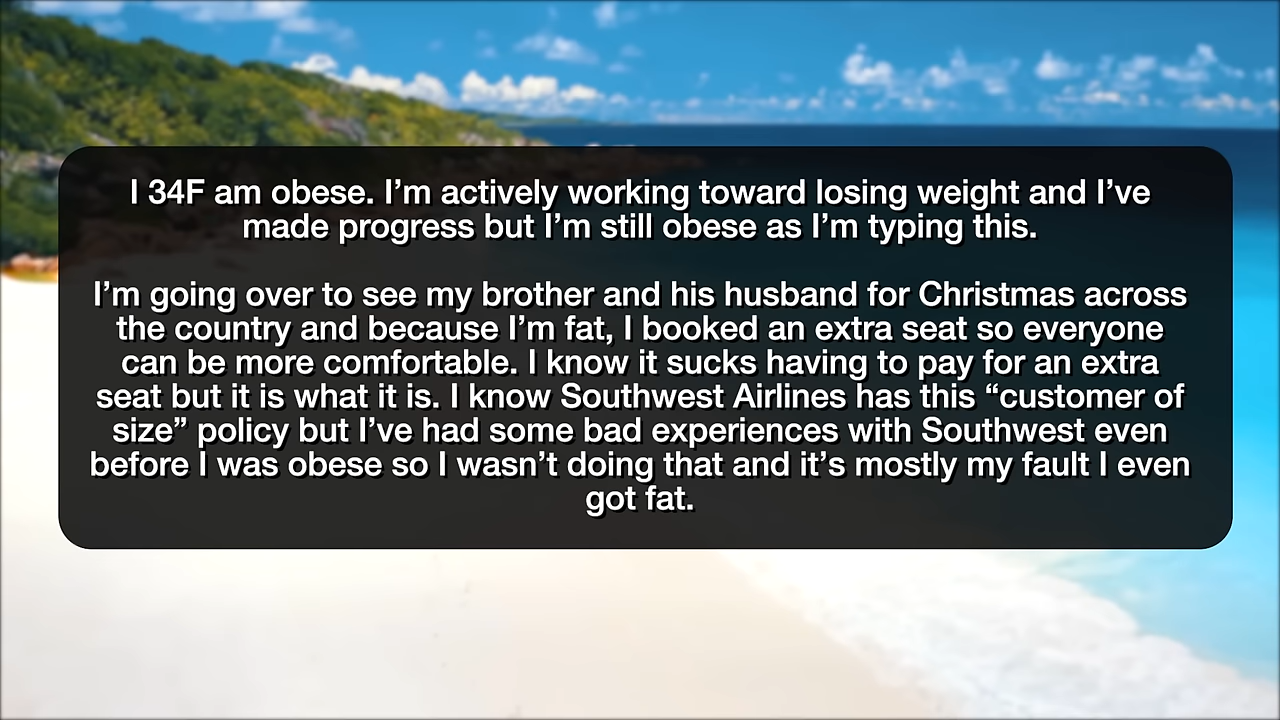 I 34F am obese. I’m actively working toward losing weight and I’ve
made progress but I’m still obese as I’m typing this.
I’m going over to see my brother and his husband for Christmas across
the country and because I’m fat, I booked an extra seat so everyone
can be more comfortable. I know it sucks having to pay for an extra
seat but it is what it is. I know Southwest Airlines has this “customer of
size” policy but I’ve had some bad experiences with Southwest even
before I was obese so I wasn’t doing that and it’s mostly my fault I even
got fat.